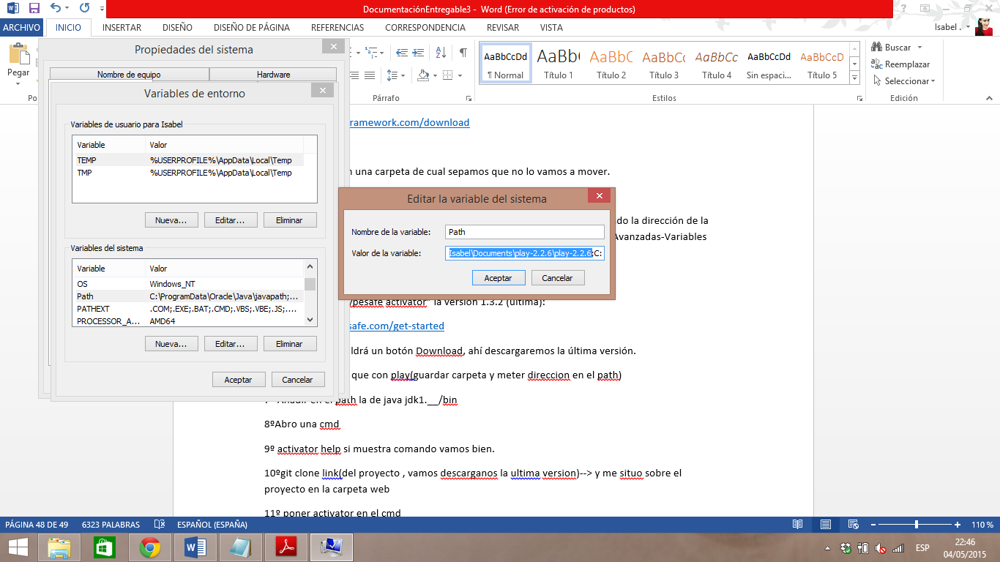 DocumentaciónEntregable3 - Word (Error de activación de productos)
ARCHIVO INICIO INSERTAR DISEÑO DISEÑO DE PÁGINA REFERENCIAS CORRESPONDENCIA REVISAR VISTA Isabel .
Pegar
AaBbCcDd AaBb( AaBbC AaBbCc AaBbCc AaBbCcDd AaBbCcD
¶ Normal Título 1 Título 2 Título 3 Título 4 Sin espaci... Título 5
Buscar
Reemplazar
Seleccionar
Párrafo Estilos Edición
Propiedades del sistema
Nombre de equipo Hardware
Variables de entorno
Variables de usuario para Isabel
Variable Valor
TEMP %USERPROFILE%\AppData\Local\Temp
TMP %USERPROFILE%\AppData\Local\Temp
Nueva... Editar... Eliminar
Variables del sistema
Variable Valor
OS Windows_NT
Path C:\ProgramData\Oracle\Java\javapath;...
PATHEXT .COM;.EXE;.BAT;.CMD;.VBS;.VBE;.JS;....
PROCESSOR_A... AMD64
Nueva... Editar... Eliminar
Aceptar Cancelar
Editar la variable del sistema
Nombre de la variable: Path
Valor de la variable: Isabel\Documents\play-2.2.6\play-2.2.6;C:
Aceptar Cancelar
ramework.com/download
una carpeta de cual sepamos que no lo vamos a mover.
do la dirección de la
Avanzadas-Variables
pesafe activator" la version 1.3.2 (ultima):
safe.com/get-started
ldrá un botón Download, ahí descargaremos la última versión.
que con play(guardar carpeta y meter direccion en el path)
7º Añadir en el path la de java jdk1.__/bin
8ºAbro una cmd
9º activator help si muestra comando vamos bien.
10ºgit clone link(del proyecto , vamos descarganos la ultima version)--> y me situo sobre el
proyecto en la carpeta web
11º poner activator en el cmd
PÁGINA 48 DE 49 6323 PALABRAS ESPAÑOL (ESPAÑA) 110 %
ESP
22:46
04/05/2015